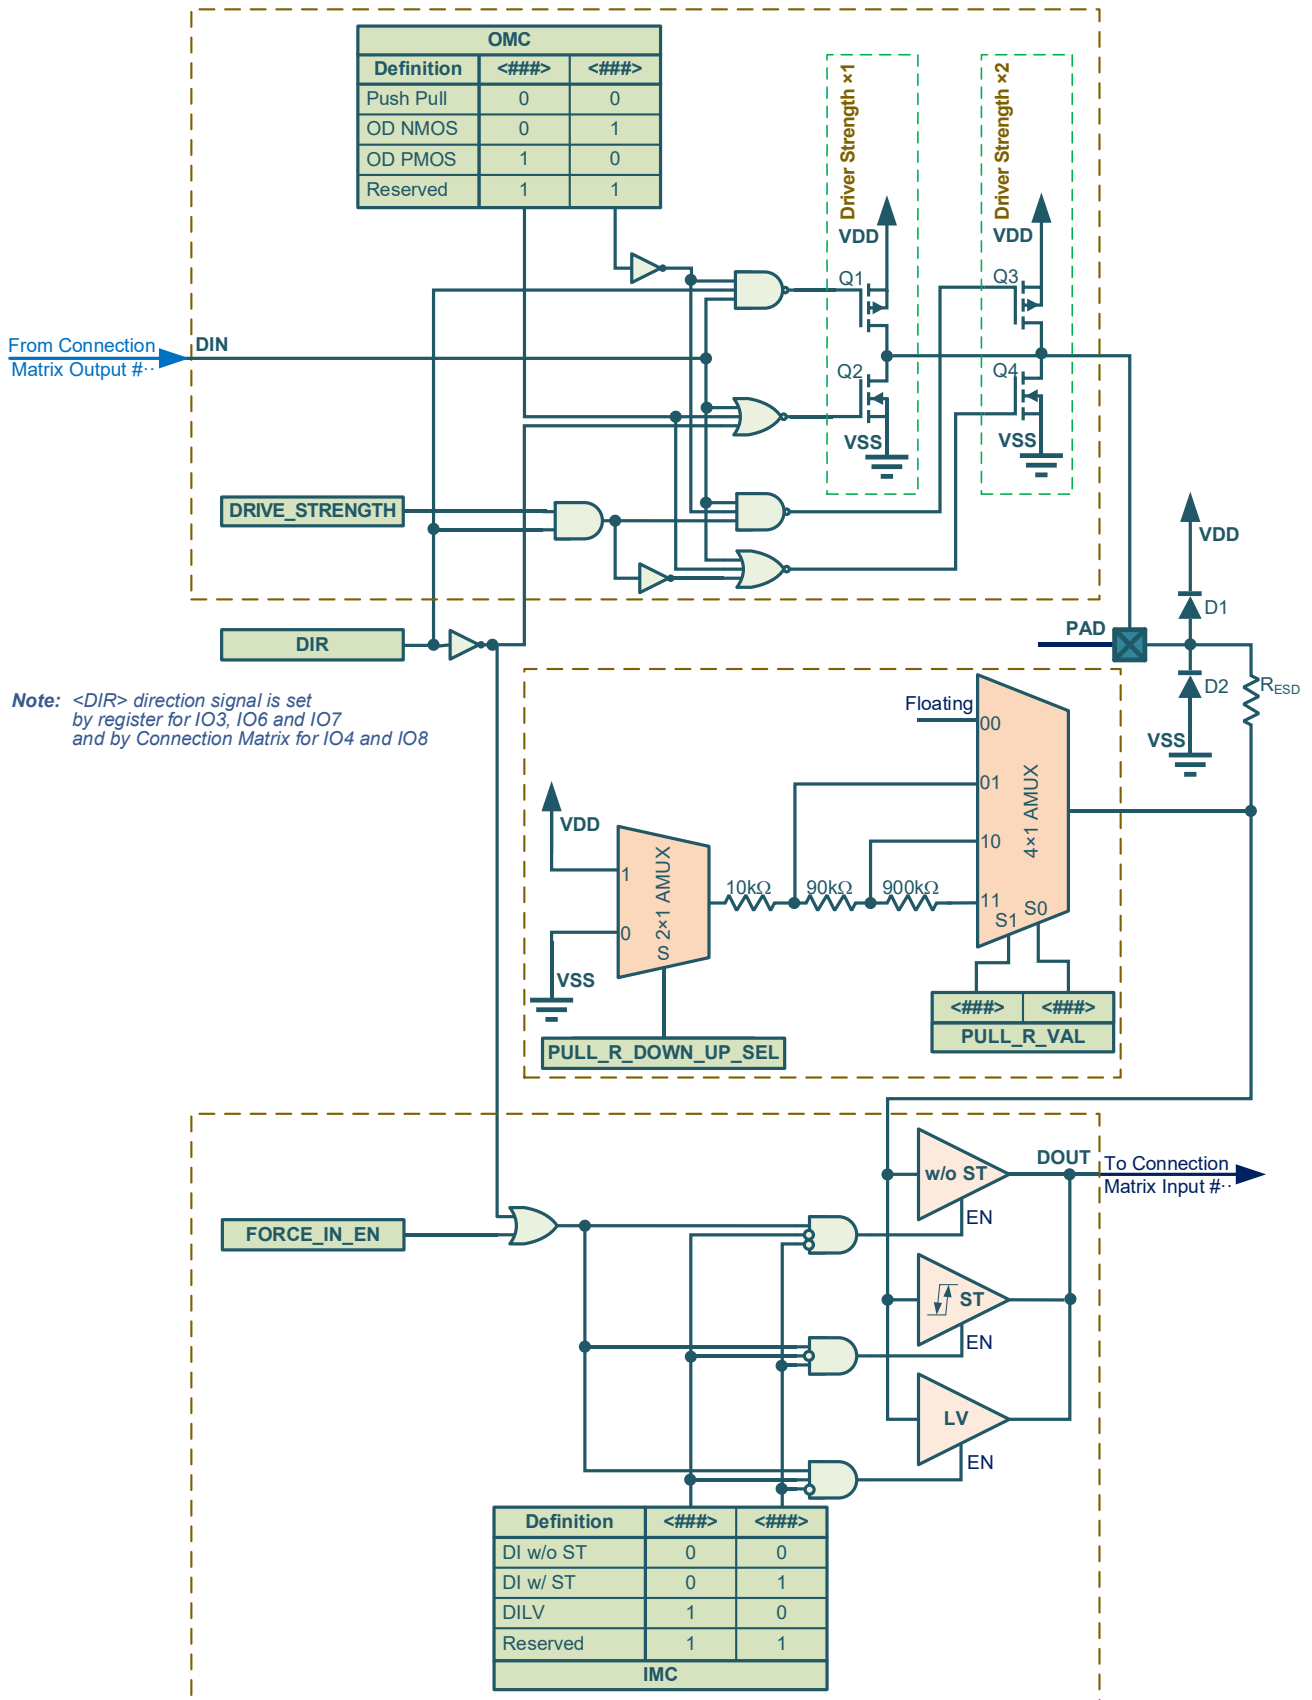 OMC
Definition <###> <###>
Push Pull 0 0
OD NMOS 0 1
OD PMOS 1 0
Reserved 1 1
Driver Strength ×1
Driver Strength ×2
VDD
VDD
Q1
Q3
From Connection
Matrix Output #··
DIN
Q2
Q4
VSS
VSS
DRIVE_STRENGTH
VDD
D1
DIR
PAD
D2
RESD
VSS
Note: <DIR> direction signal is set
by register for IO3, IO6 and IO7
and by Connection Matrix for IO4 and IO8
Floating
00
01
10
11
4×1 AMUX
S1
S0
VDD
1
0
2×1 AMUX
S
10kΩ
90kΩ
900kΩ
VSS
<###> <###>
PULL_R_VAL
PULL_R_DOWN_UP_SEL
w/o ST
DOUT
To Connection
Matrix Input #··
EN
FORCE_IN_EN
ST
EN
LV
EN
Definition <###> <###>
DI w/o ST 0 0
DI w/ ST 0 1
DILV 1 0
Reserved 1 1
IMC